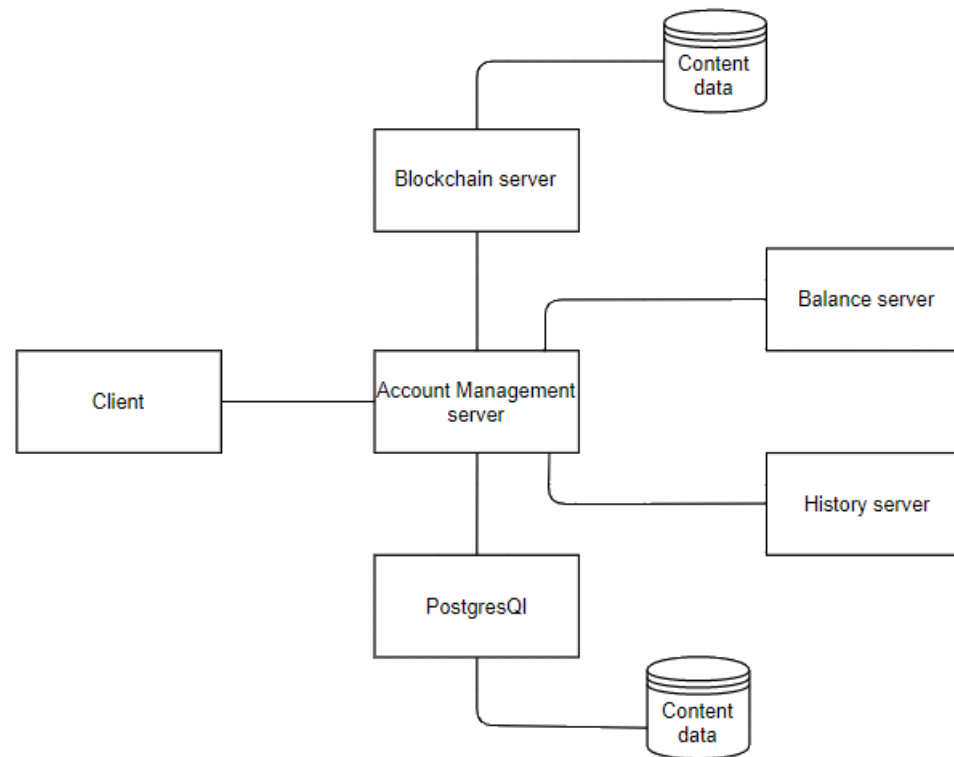 Content
data
Blockchain server
Balance server
Client
Account Management
server
History server
PostgresQl
Content
data